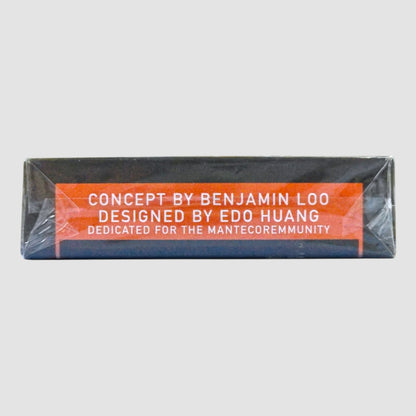 CONCEPT BY BENJAMIN LOO
DESIGNED BY EDO HUANG
DEDICATED FOR THE MANTECOREMMUNITY